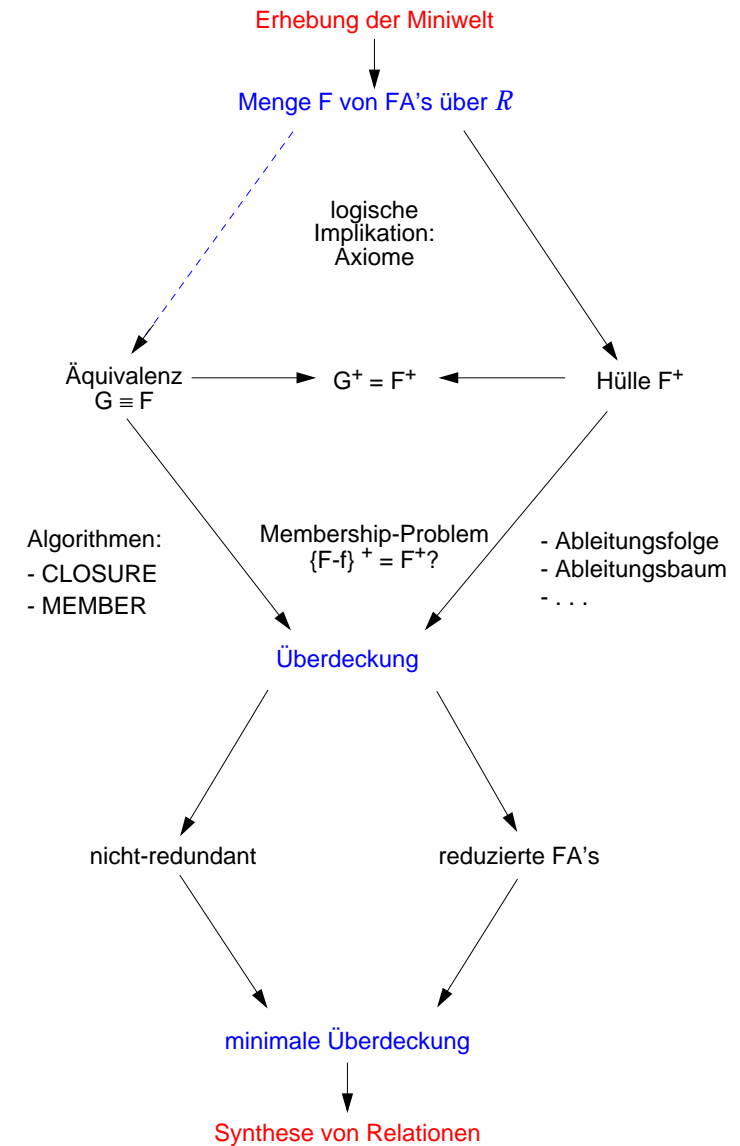 Erhebung der Miniwelt
Menge F von FA's über R
logische
Implikation:
Axiome
Äquivalenz
G ≡ F
G+ = F+
Hülle F+
Algorithmen:
- CLOSURE
- MEMBER
Membership-Problem
{F-f} + = F+?
- Ableitungsfolge
- Ableitungsbaum
- . . .
Überdeckung
nicht-redundant
reduzierte FA's
minimale Überdeckung
Synthese von Relationen